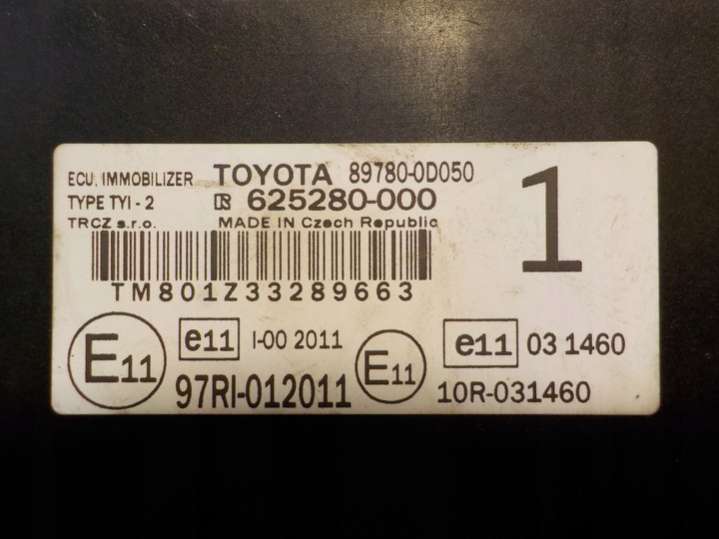 ECU. IMMOBILIZER TOYOTA 89780-0D050
TYPE TYI-2 625280-000
TRCZ s.r.o. MADE IN Czech Republic
1
TM801Z33289663
E11 e11 I-00 2011
97RI-012011
E11 e11 03 1460
10R-031460